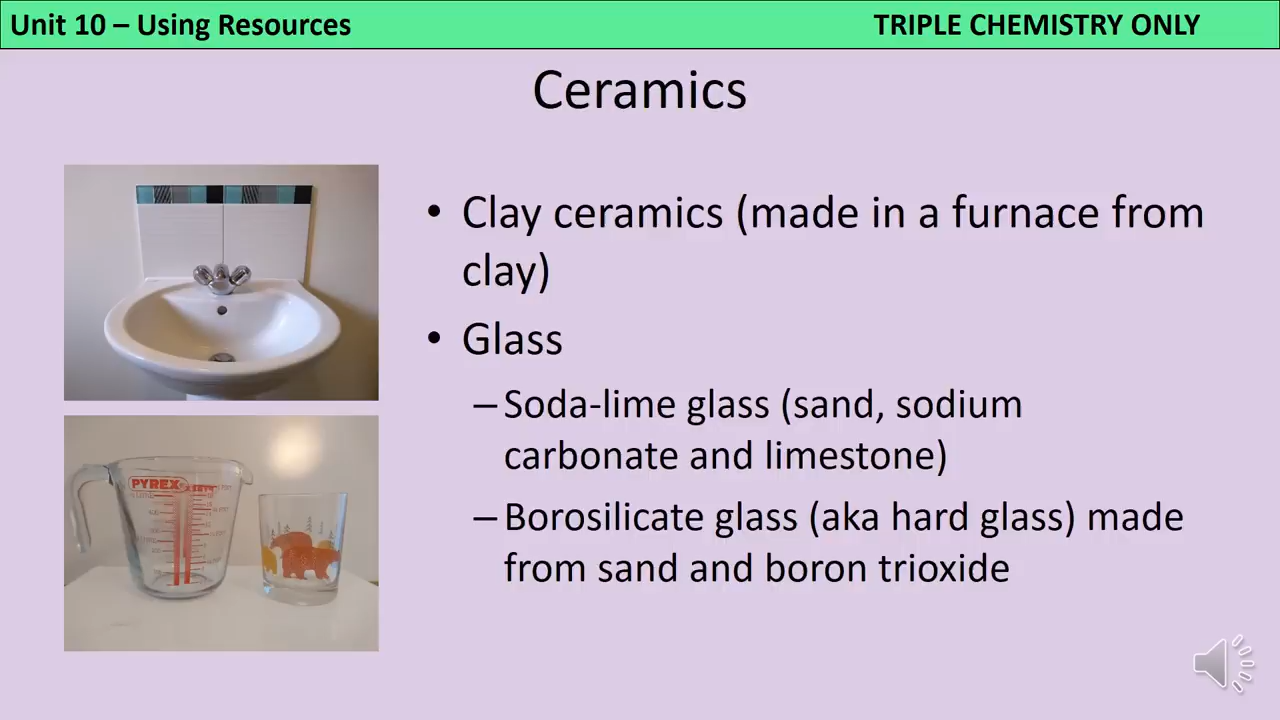 Unit 10 – Using Resources
TRIPLE CHEMISTRY ONLY
Ceramics
• Clay ceramics (made in a furnace from
clay)
• Glass
– Soda-lime glass (sand, sodium
carbonate and limestone)
– Borosilicate glass (aka hard glass) made
from sand and boron trioxide
PYREX